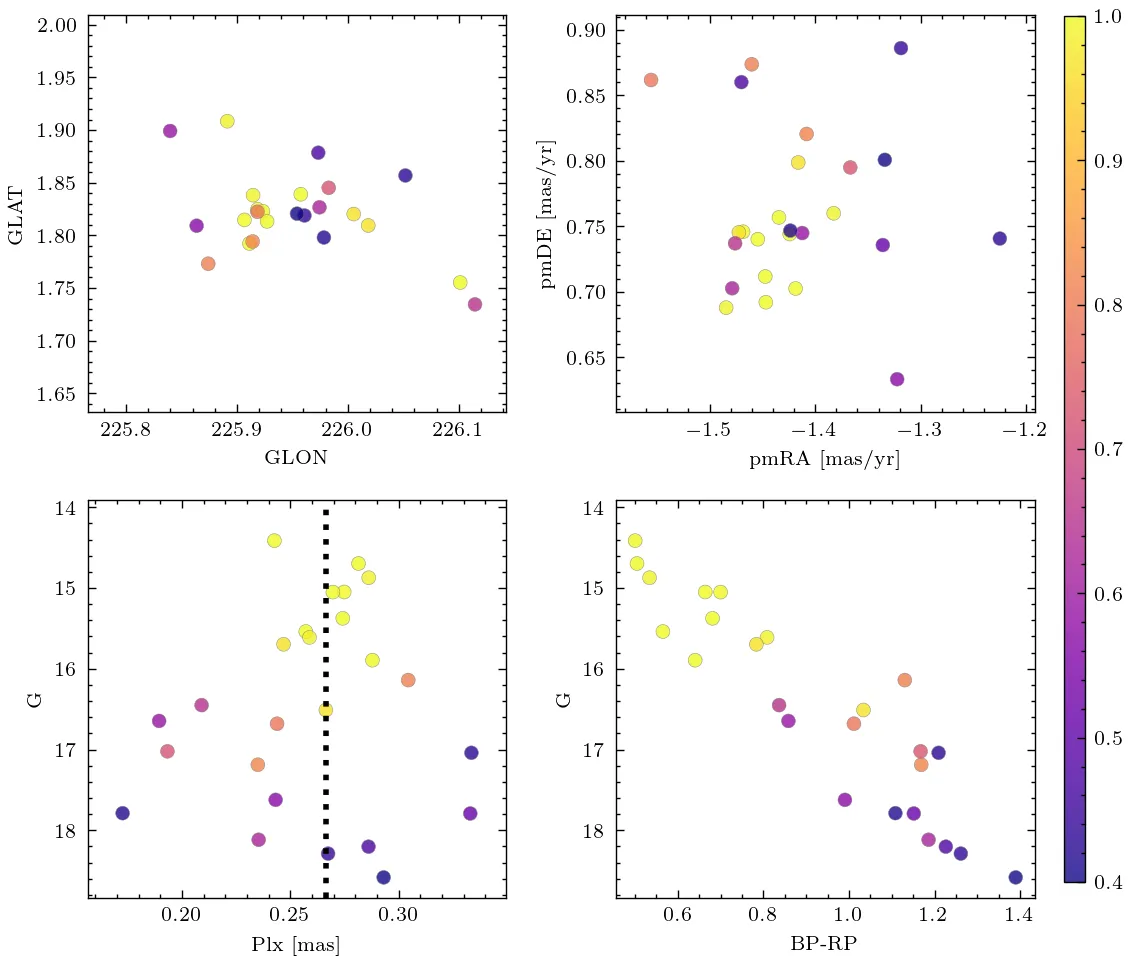 2.00
1.95
1.90
1.85
1.80
1.75
1.70
1.65
GLAT
225.8 225.9 226.0 226.1
GLON
0.90
0.85
0.80
0.75
0.70
0.65
pmDE [mas/yr]
−1.5 −1.4 −1.3 −1.2
pmRA [mas/yr]
14
15
16
17
18
G
0.20 0.25 0.30
Plx [mas]
14
15
16
17
18
G
0.6 0.8 1.0 1.2 1.4
BP-RP
1.0
0.9
0.8
0.7
0.6
0.5
0.4